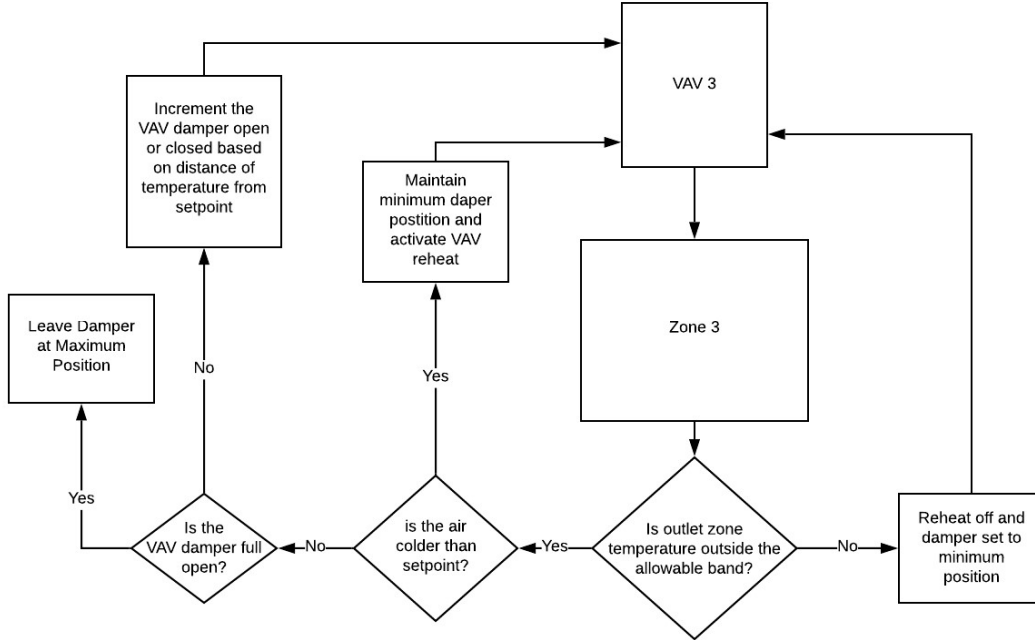 VAV 3
Increment the
VAV damper open
or closed based
on distance of
temperature from
setpoint
Maintain
minimum daper
postition and
activate VAV
reheat
Zone 3
Leave Damper
at Maximum
Position
No
Yes
Yes
Is the
VAV damper full
open?
No
is the air
colder than
setpoint?
Yes
Is outlet zone
temperature outside the
allowable band?
No
Reheat off and
damper set to
minimum
position